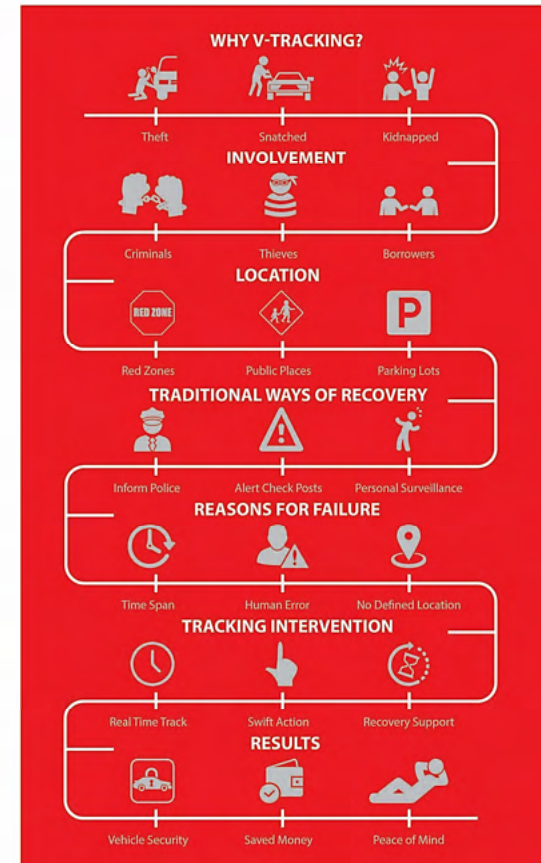 WHY V-TRACKING?
Theft Snatched Kidnapped
INVOLVEMENT
Criminals Thieves Borrowers
LOCATION
RED ZONE P
Red Zones Public Places Parking Lots
TRADITIONAL WAYS OF RECOVERY
Inform Police Alert Check Posts Personal Surveillance
REASONS FOR FAILURE
Time Span Human Error No Defined Location
TRACKING INTERVENTION
Real Time Track Swift Action Recovery Support
RESULTS
Vehicle Security Saved Money Peace of Mind